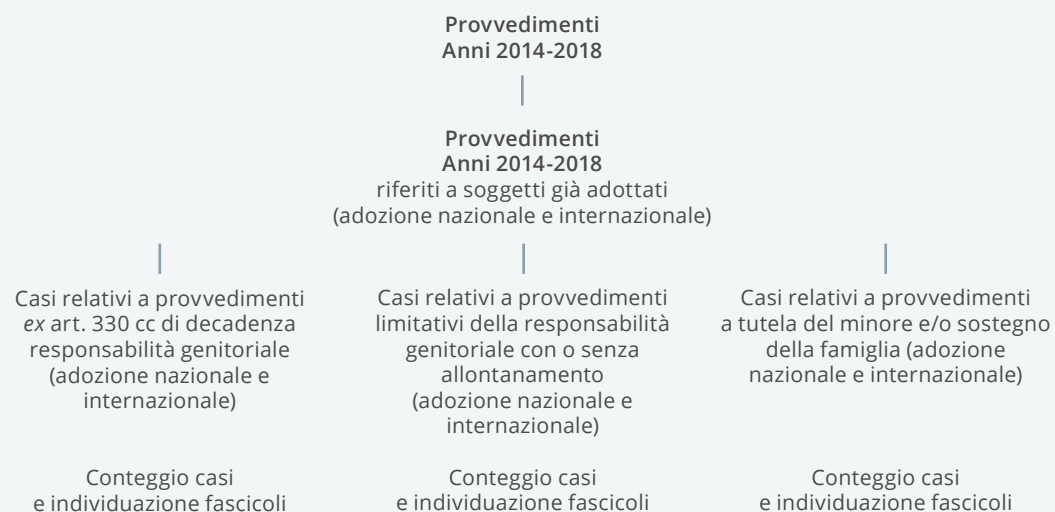 Provvedimenti
Anni 2014-2018
Provvedimenti
Anni 2014-2018
riferiti a soggetti già adottati
(adozione nazionale e internazionale)
Casi relativi a provvedimenti
ex art. 330 cc di decadenza
responsabilità genitoriale
(adozione nazionale e
internazionale)
Conteggio casi
e individuazione fascicoli
Casi relativi a provvedimenti
limitativi della responsabilità
genitoriale con o senza
allontanamento
(adozione nazionale e
internazionale)
Conteggio casi
e individuazione fascicoli
Casi relativi a provvedimenti
a tutela del minore e/o sostegno
della famiglia (adozione
nazionale e internazionale)
Conteggio casi
e individuazione fascicoli